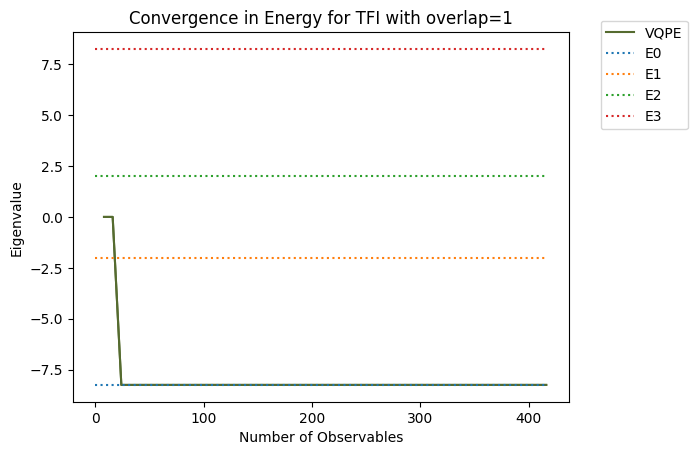 Convergence in Energy for TFI with overlap=1
VQPE
E0
E1
E2
E3
Eigenvalue
7.5
5.0
2.5
0.0
−2.5
−5.0
−7.5
0
100
200
300
400
Number of Observables